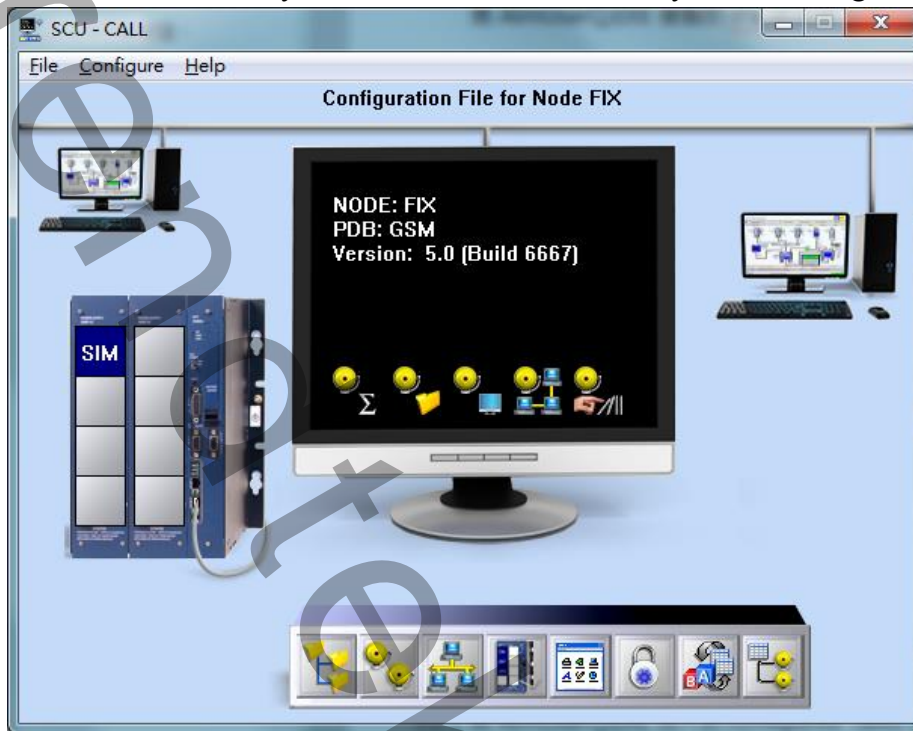 SCU - CALL
File Configure Help
Configuration File for Node FIX
NODE: FIX
PDB: GSM
Version: 5.0 (Build 6667)
SIM